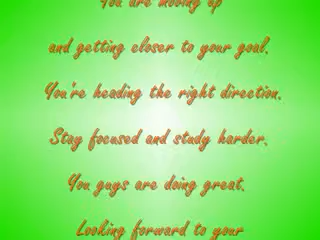 You are moving up
and getting closer to your goal.
You're heading the right direction.
Stay focused and study harder.
You guys are doing great.
Looking forward to your